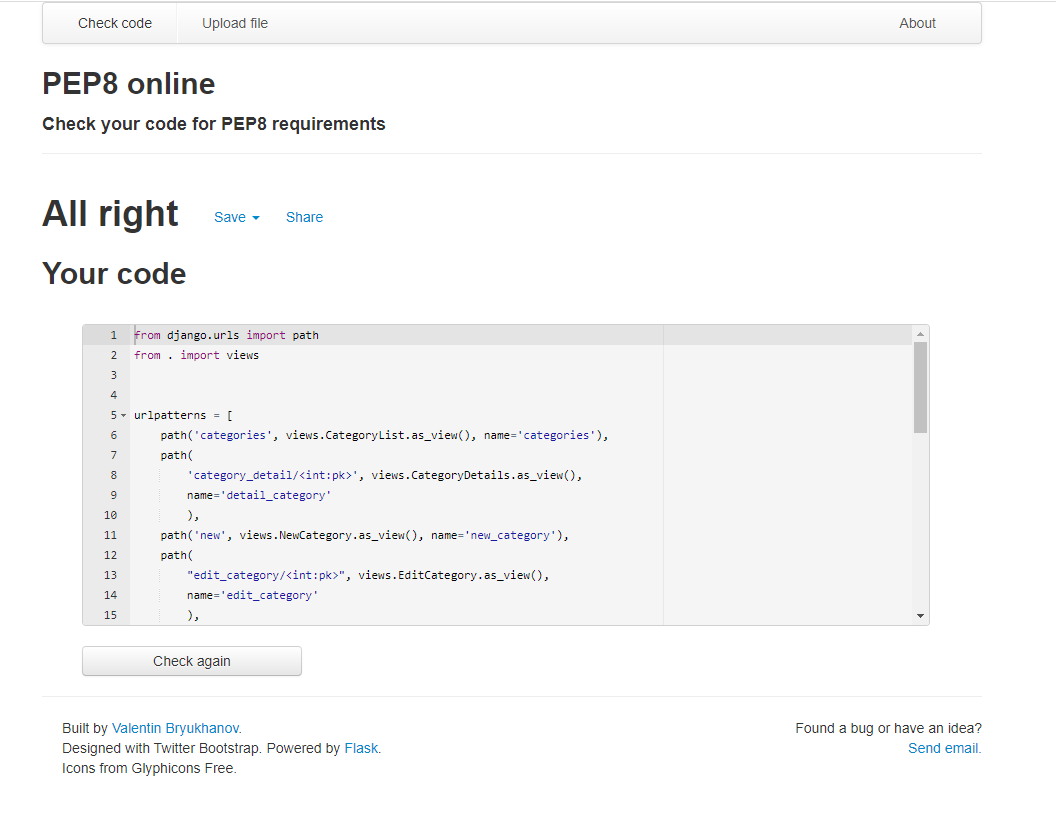 Check code Upload file About
PEP8 online
Check your code for PEP8 requirements
All right Save Share
Your code
1 from django.urls import path
2 from . import views
3
4
5 urlpatterns = [
6 path('categories', views.CategoryList.as_view(), name='categories'),
7 path(
8 'category_detail/<int:pk>', views.CategoryDetails.as_view(),
9 name='detail_category'
10 ),
11 path('new', views.NewCategory.as_view(), name='new_category'),
12 path(
13 "edit_category/<int:pk>", views.EditCategory.as_view(),
14 name='edit_category'
15 ),
Check again
Built by Valentin Bryukhanov. Found a bug or have an idea?
Designed with Twitter Bootstrap. Powered by Flask. Send email.
Icons from Glyphicons Free.